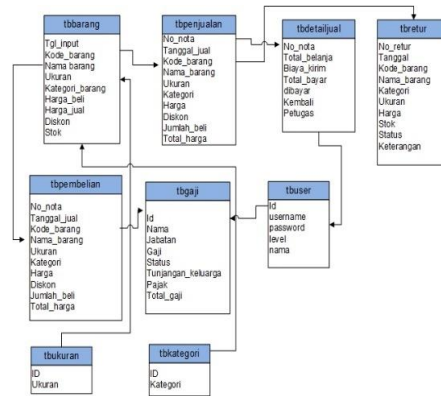 tbbarang
Tgl_input
Kode_barang
Nama barang
Ukuran
Kategori_barang
Harga_beli
Harga_jual
Diskon
Stok
tbpenjualan
No_nota
Tanggal_jual
Kode_barang
Nama_barang
Ukuran
Kategori
Harga
Diskon
Jumlah_beli
Total_harga
tbdetailjual
No_nota
Total_belanja
Biaya_kirim
Total_bayar
dibayar
Kembali
Petugas
tbretur
No_retur
Tanggal
Kode_barang
Nama_barang
Kategori
Ukuran
Harga
Stok
Status
Keterangan
tbpembelian
No_nota
Tanggal_jual
Kode_barang
Nama_barang
Ukuran
Kategori
Harga
Diskon
Jumlah_beli
Total_harga
tbgaji
Id
Nama
Jabatan
Gaji
Status
Tunjangan_keluarga
Pajak
Total_gaji
tbuser
Id
username
password
level
nama
tbukuran
ID
Ukuran
tbkategori
ID
Kategori